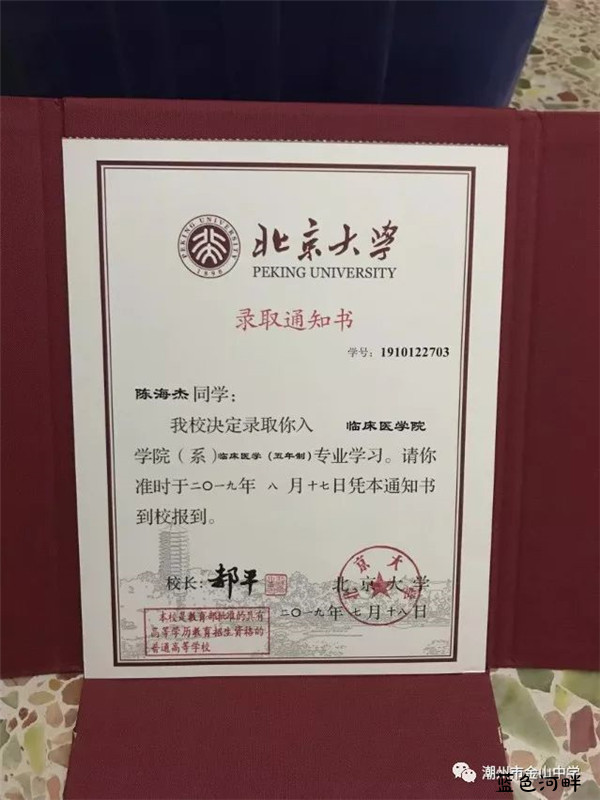 PEKING UNIVERSITY
1898
北京大学
PEKING UNIVERSITY
录取通知书
学号：1910122703
陈海杰同学：
我校决定录取你入 临床医学院
学院（系）临床医学（五年制）专业学习。请你
准时于二〇一九年 八 月十七日凭本通知书
到校报到。
校长：郝平
北京大学
北京大学
二〇一九年七月十八日
本校是教育部批准的具有
高等学历教育招生资格的
普通高等学校
潮州市金山中学
蓝色河畔